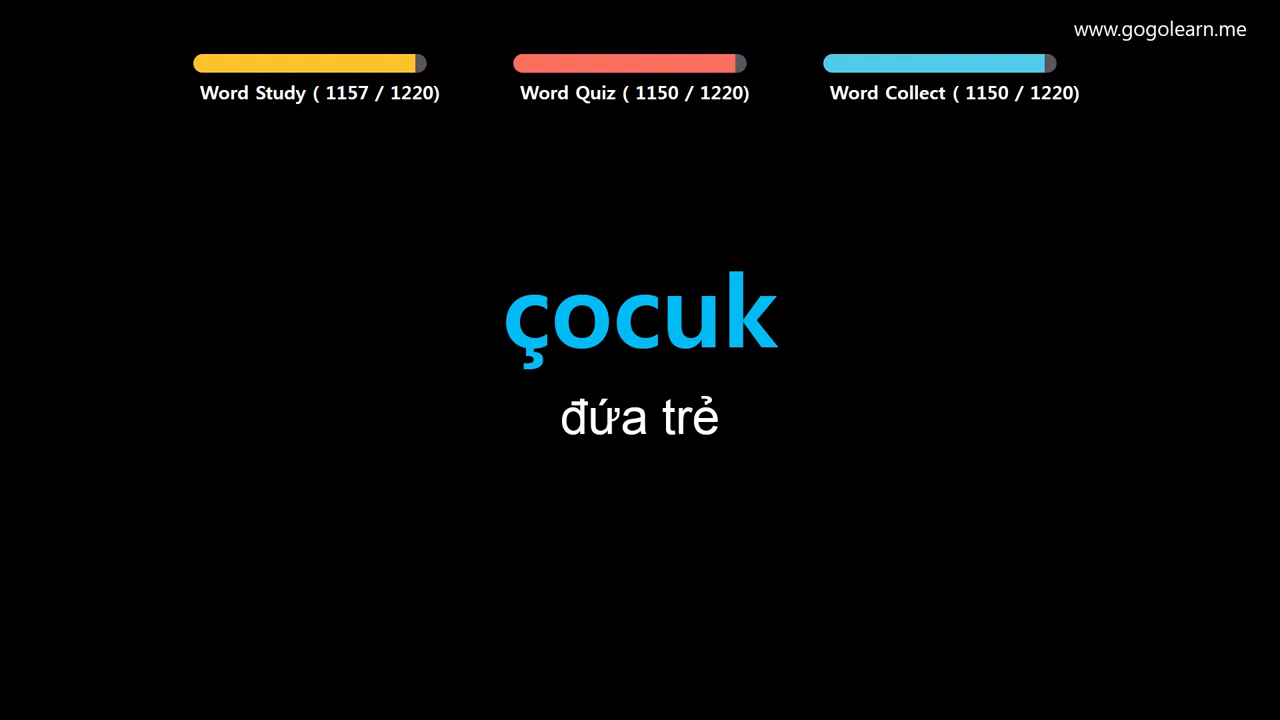 www.gogolearn.me
Word Study ( 1157 / 1220)
Word Quiz ( 1150 / 1220)
Word Collect ( 1150 / 1220)
çocuk
đứa trẻ